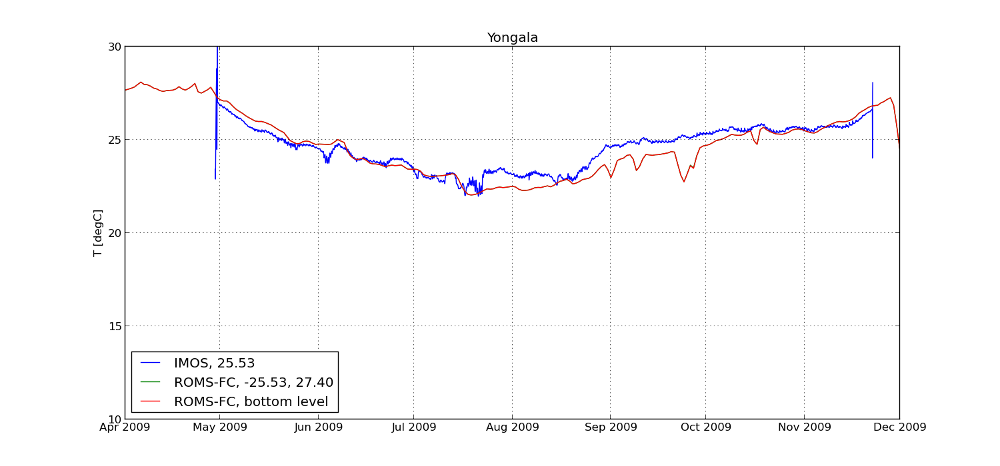 Yongala
30
25
20
15
10
T [degC]
IMOS, 25.53
ROMS-FC, -25.53, 27.40
ROMS-FC, bottom level
Apr 2009 May 2009 Jun 2009 Jul 2009 Aug 2009 Sep 2009 Oct 2009 Nov 2009 Dec 2009